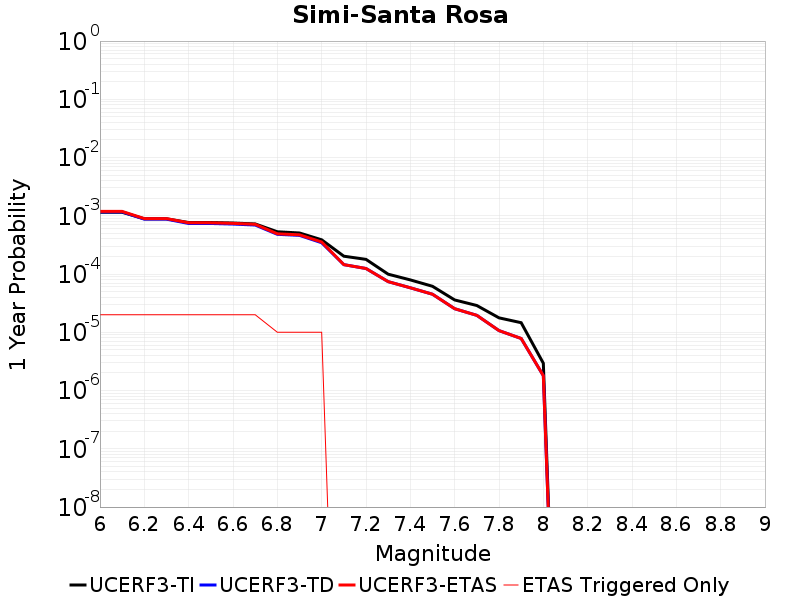 Simi-Santa Rosa
1 Year Probability
10^0
10^-1
10^-2
10^-3
10^-4
10^-5
10^-6
10^-7
10^-8
6 6.2 6.4 6.6 6.8 7 7.2 7.4 7.6 7.8 8 8.2 8.4 8.6 8.8 9
Magnitude
UCERF3-TI UCERF3-TD UCERF3-ETAS ETAS Triggered Only